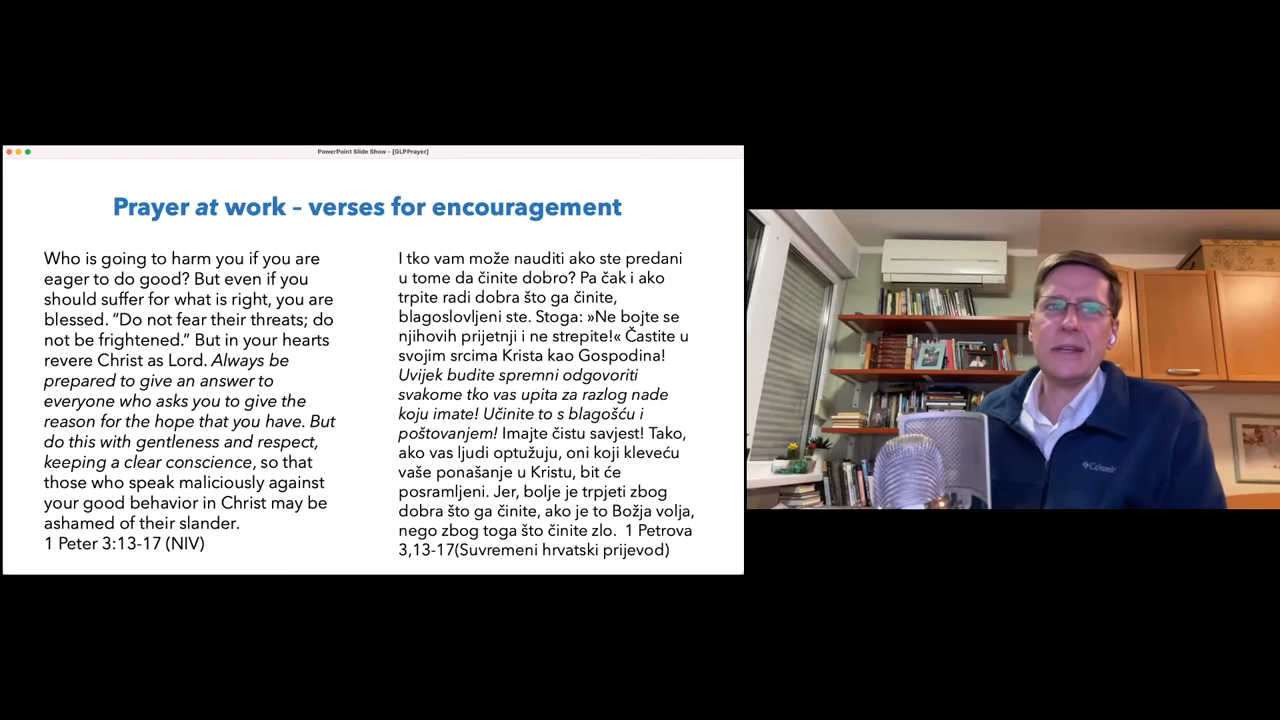 PowerPoint Slide Show - [GLPPrayer]
Prayer at work – verses for encouragement
Who is going to harm you if you are
eager to do good? But even if you
should suffer for what is right, you are
blessed. “Do not fear their threats; do
not be frightened.” But in your hearts
revere Christ as Lord. Always be
prepared to give an answer to
everyone who asks you to give the
reason for the hope that you have. But
do this with gentleness and respect,
keeping a clear conscience, so that
those who speak maliciously against
your good behavior in Christ may be
ashamed of their slander.
1 Peter 3:13-17 (NIV)
I tko vam može nauditi ako ste predani
u tome da činite dobro? Pa čak i ako
trpite radi dobra što ga činite,
blagoslovljeni ste. Stoga: »Ne bojte se
njihovih prijetnji i ne strepite!« Častite u
svojim srcima Krista kao Gospodina!
Uvijek budite spremni odgovoriti
svakome tko vas upita za razlog nade
koju imate! Učinite to s blagošću i
poštovanjem! Imajte čistu savjest! Tako,
ako vas ljudi optužuju, oni koji kleveću
vaše ponašanje u Kristu, bit će
posramljeni. Jer, bolje je trpjeti zbog
dobra što ga činite, ako je to Božja volja,
nego zbog toga što činite zlo. 1 Petrova
3,13-17(Suvremeni hrvatski prijevod)
Columbia